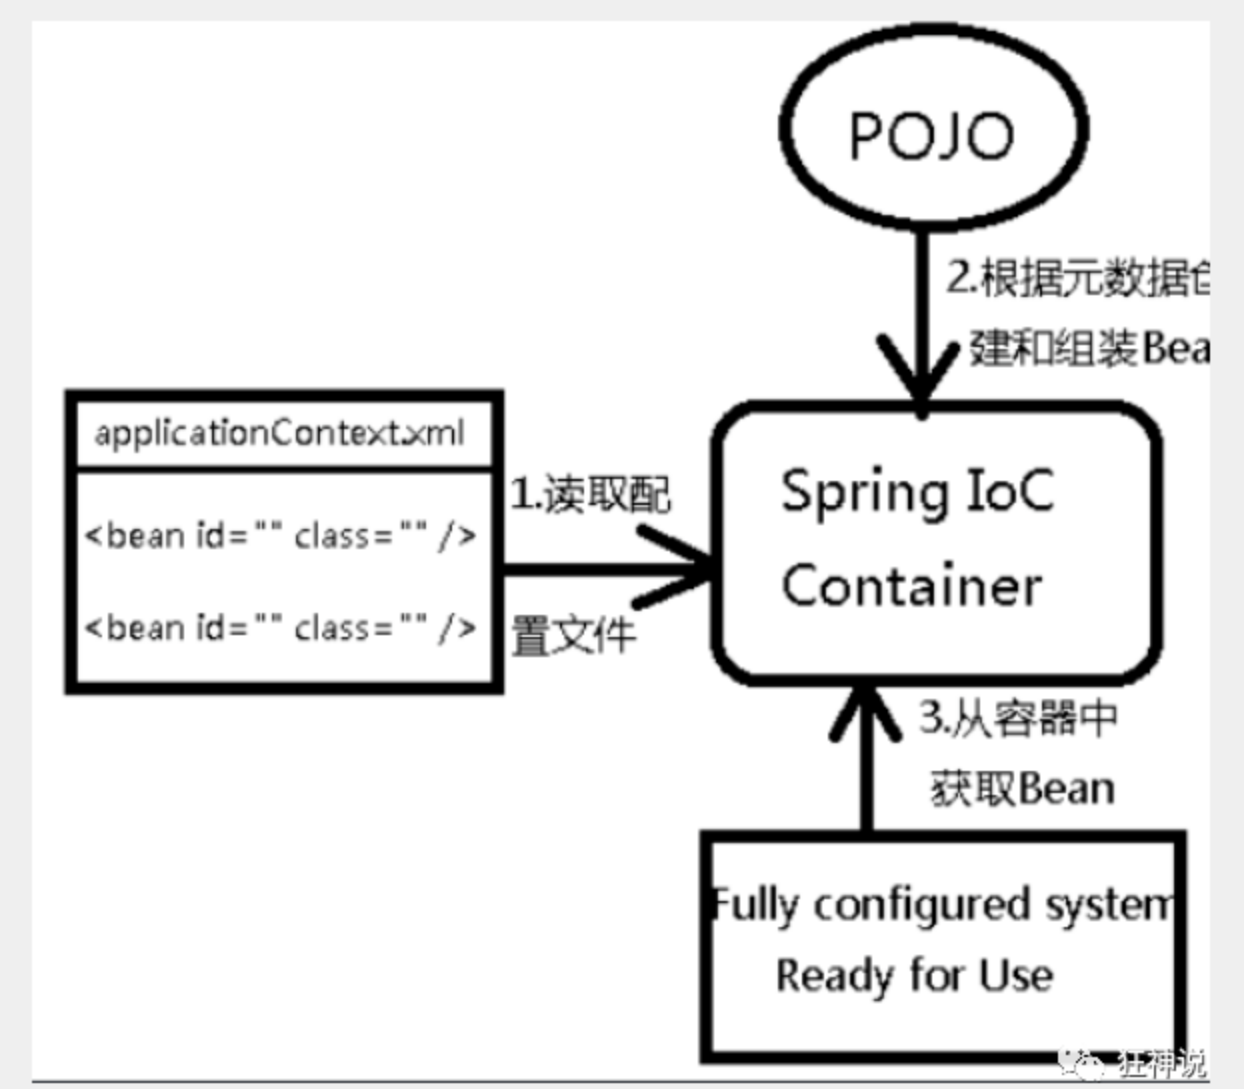 POJO
2.根据元数据创
建和组装Bea
applicationContext.xml
<bean id="" class="" />
<bean id="" class="" />
1.读取配
置文件
Spring IoC
Container
3.从容器中
获取Bean
Fully configured system
Ready for Use
狂神说